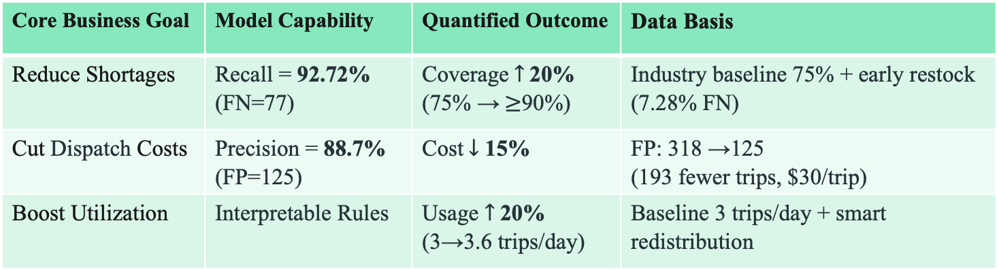 Core Business Goal | Model Capability | Quantified Outcome | Data Basis
Reduce Shortages | Recall = 92.72% | Coverage ↑ 20% | Industry baseline 75% + early restock
(FN=77) | (75% → ≥90%) | (7.28% FN)
Cut Dispatch Costs | Precision = 88.7% | Cost ↓ 15% | FP: 318 →125
(FP=125) | (193 fewer trips, $30/trip)
Boost Utilization | Interpretable Rules | Usage ↑ 20% | Baseline 3 trips/day + smart
(3→3.6 trips/day) | redistribution